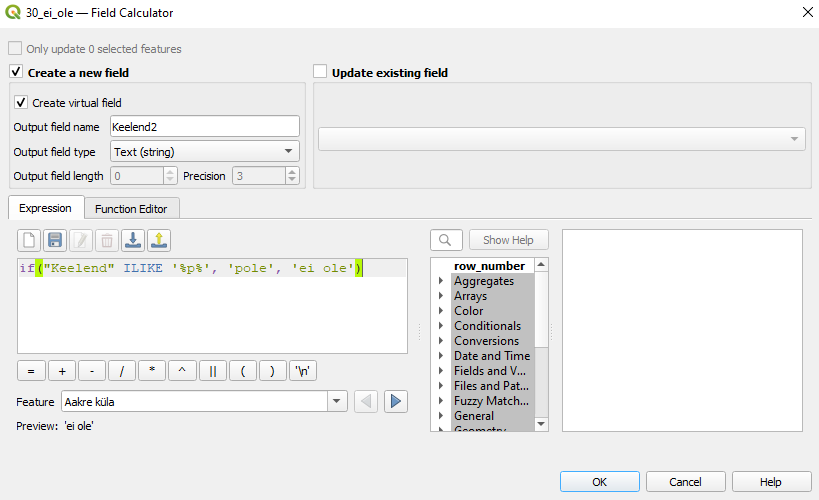 30_ei_ole — Field Calculator
Only update 0 selected features
Create a new field
Update existing field
Create virtual field
Output field name Keelend2
Output field type Text (string)
Output field length 0 Precision 3
Expression Function Editor
Show Help
if("Keelend" ILIKE '%p%', 'pole', 'ei ole')
row_number
Aggregates
Arrays
Color
Conditionals
Conversions
Date and Time
Fields and V...
Files and Pat...
Fuzzy Match...
General
Geometry
= + - / * ^ || ( ) '\n'
Feature Aakre küla
Preview: 'ei ole'
OK Cancel Help